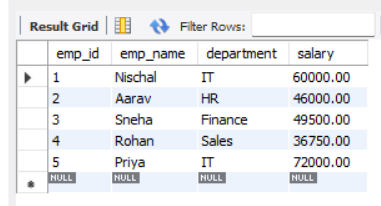 Result Grid Filter Rows:
emp_id emp_name department salary
1 Nischal IT 60000.00
2 Aarav HR 46000.00
3 Sneha Finance 49500.00
4 Rohan Sales 36750.00
5 Priya IT 72000.00
NULL NULL NULL NULL